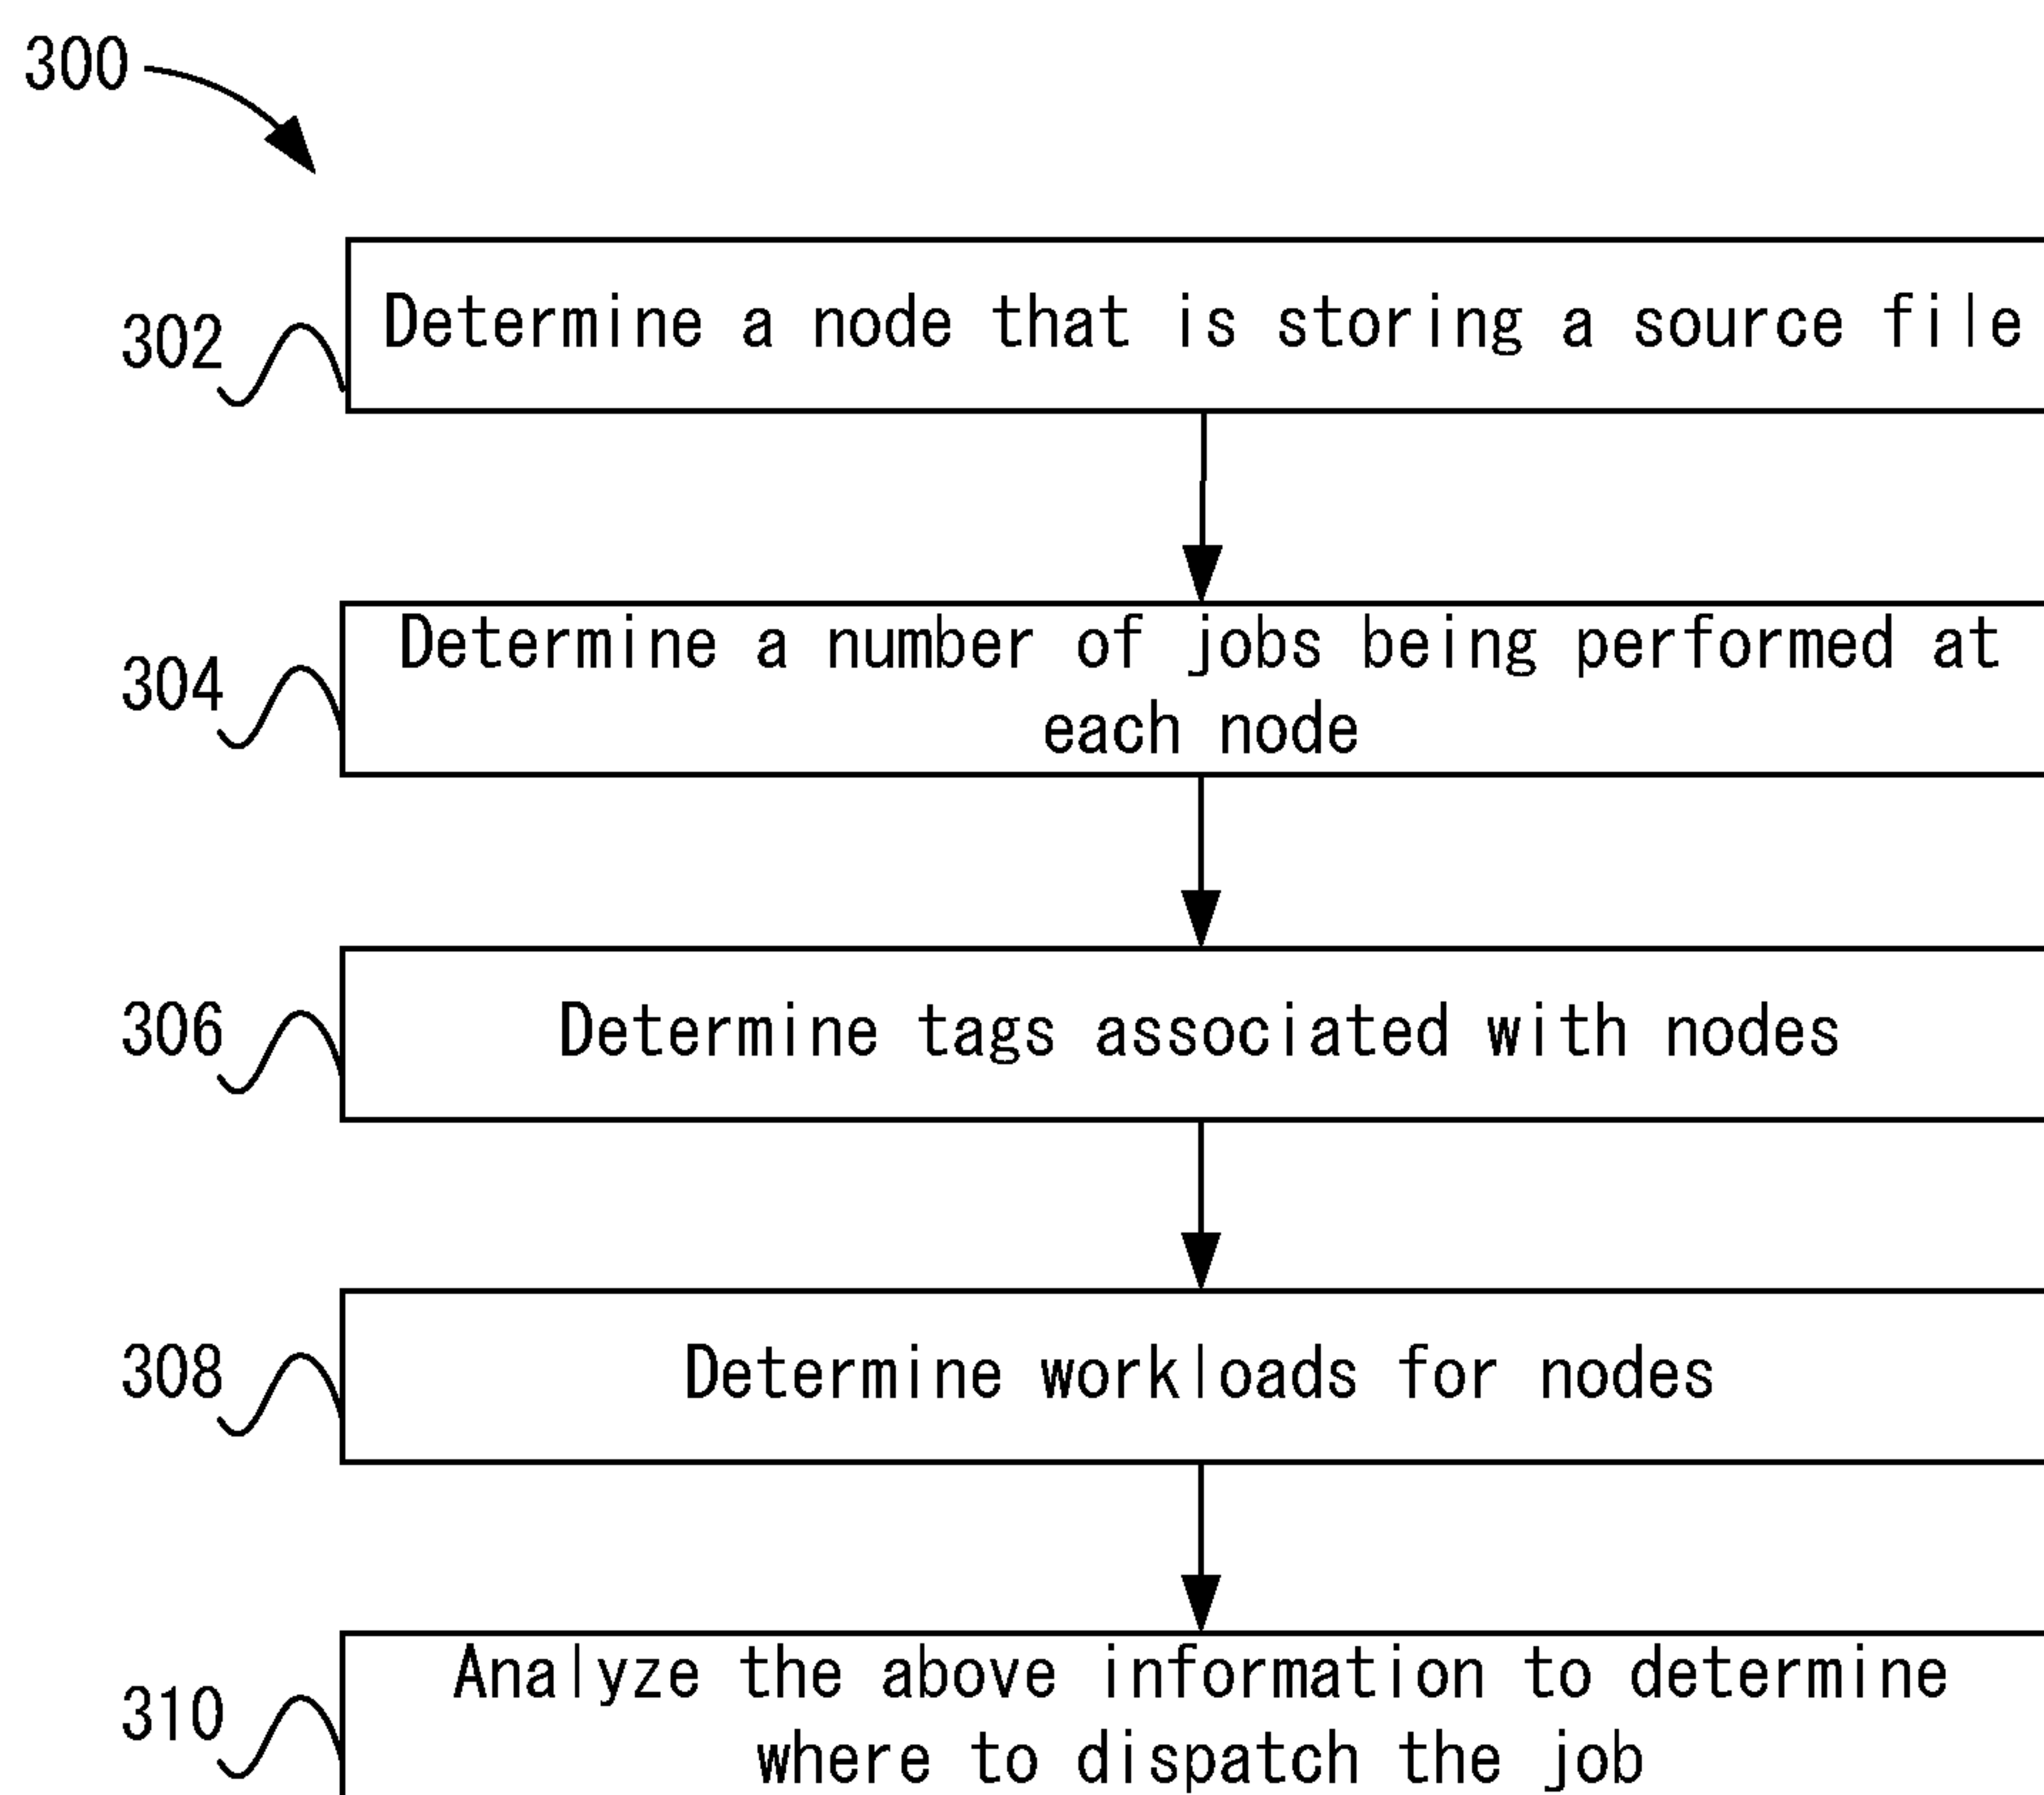 300
302
Determine a node that is storing a source file
304
Determine a number of jobs being performed at
each node
306
Determine tags associated with nodes
308
Determine workloads for nodes
310
Analyze the above information to determine
where to dispatch the job